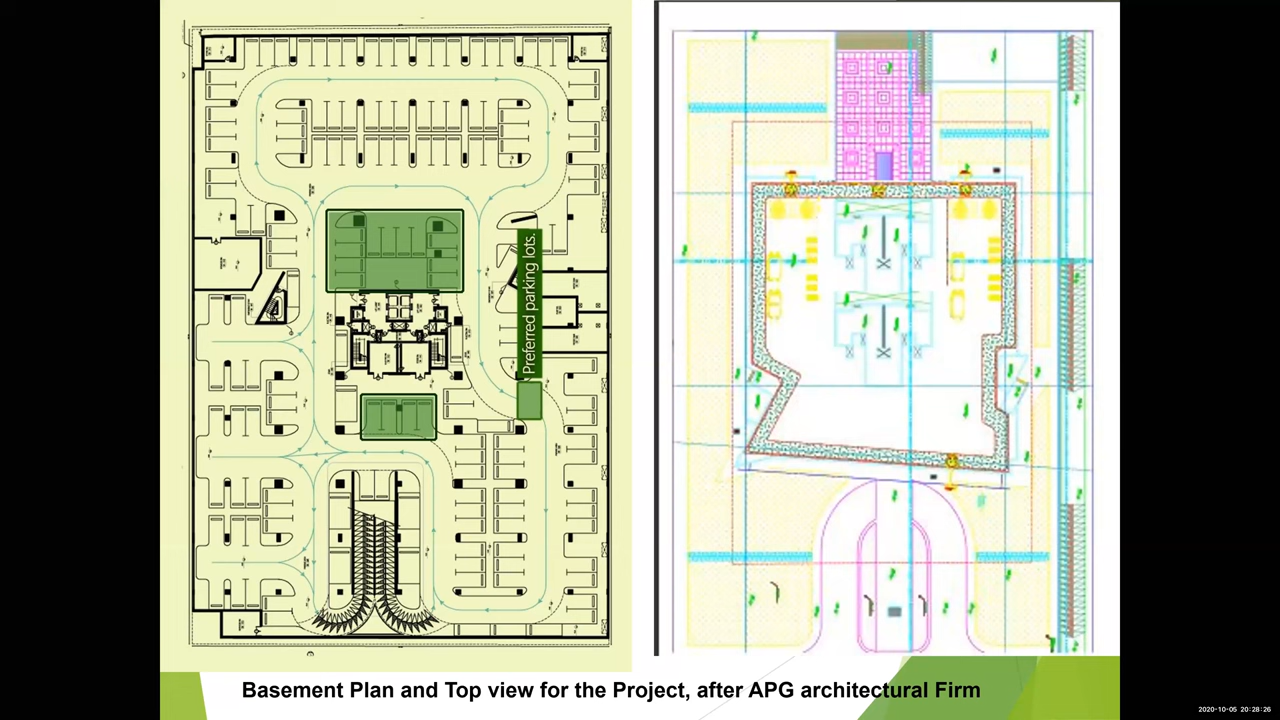 Preferred parking lots.
Basement Plan and Top view for the Project, after APG architectural Firm
2020-10-05 20:28:26